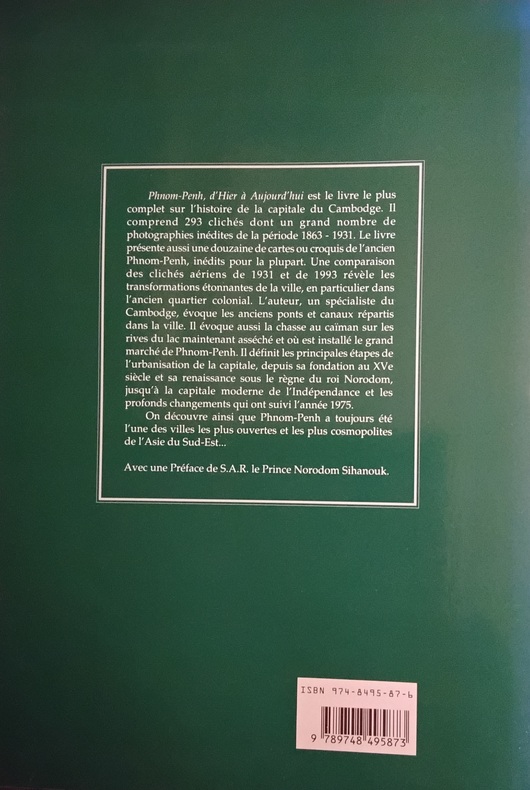 Phnom-Penh, d'Hier à Aujourd'hui est le livre le plus
complet sur l'histoire de la capitale du Cambodge. Il
comprend 293 clichés dont un grand nombre de
photographies inédites de la période 1863 - 1931. Le livre
présente aussi une douzaine de cartes ou croquis de l'ancien
Phnom-Penh, inédits pour la plupart. Une comparaison
des clichés aériens de 1931 et de 1993 révèle les
transformations étonnantes de la ville, en particulier dans
l'ancien quartier colonial. L'auteur, un spécialiste du
Cambodge, évoque les anciens ponts et canaux répartis
dans la ville. Il évoque aussi la chasse au caïman sur les
rives du lac maintenant asséché et où est installé le grand
marché de Phnom-Penh. Il définit les principales étapes de
l'urbanisation de la capitale, depuis sa fondation au XVe
siècle et sa renaissance sous le règne du roi Norodom,
jusqu'à la capitale moderne de l'Indépendance et les
profonds changements qui ont suivi l'année 1975.
On découvre ainsi que Phnom-Penh a toujours été
l'une des villes les plus ouvertes et les plus cosmopolites
de l'Asie du Sud-Est...
Avec une Préface de S.A.R. le Prince Norodom Sihanouk.
ISBN 974-8495-87-6
9 789748 495873